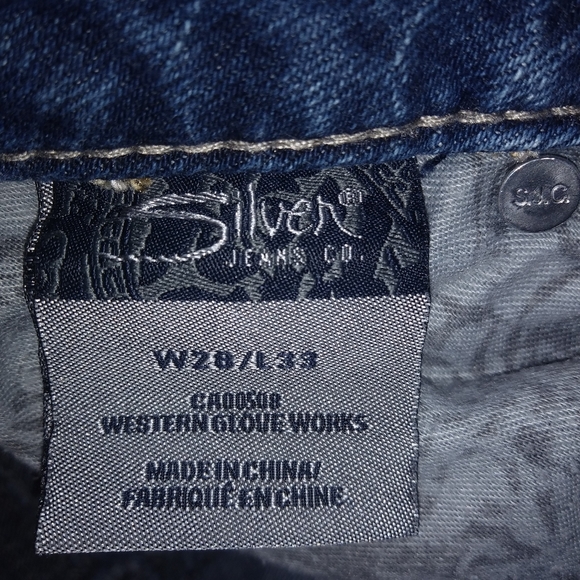 Silver®
JEANS CO.
S.J.C.
W28/L33
CA00508
WESTERN GLOVE WORKS
MADE IN CHINA/
FABRIQUÉ EN CHINE